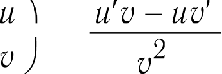 u ) u′v − uv′
v v²